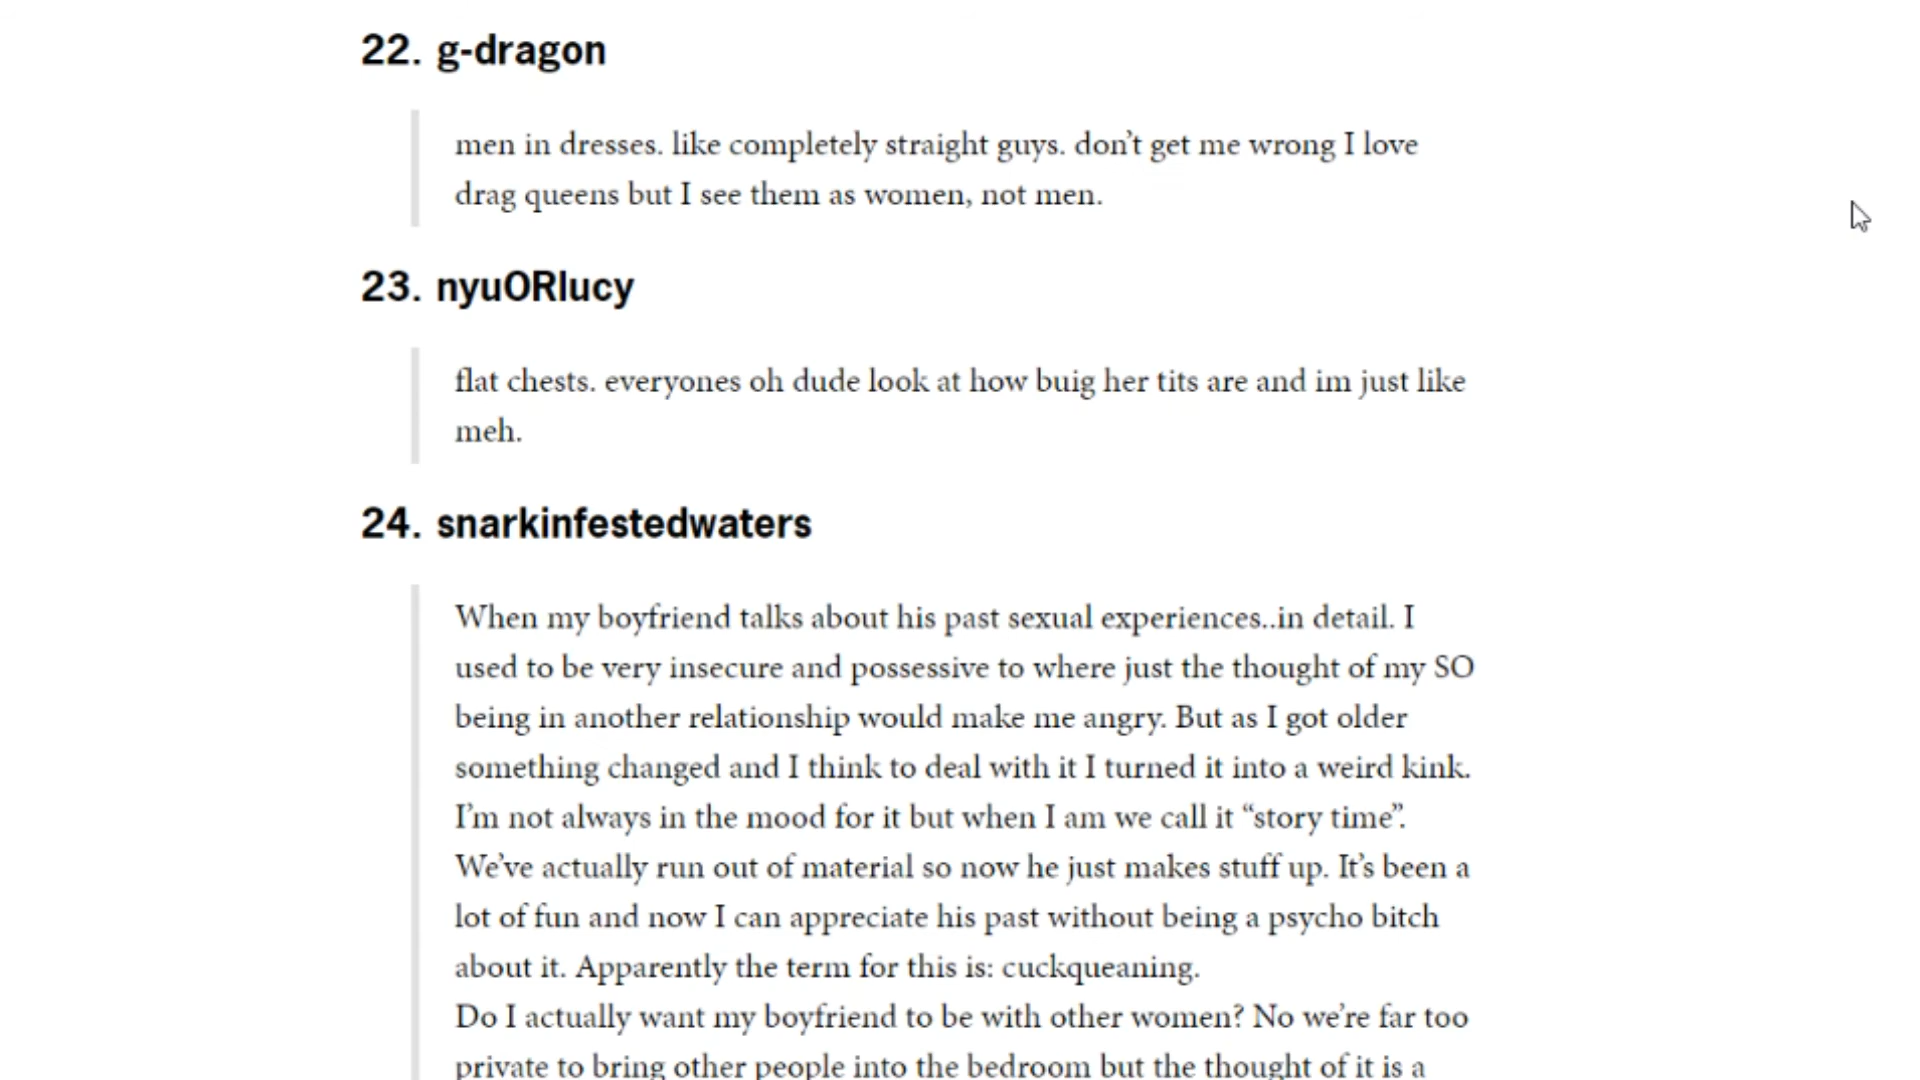 22. g-dragon
men in dresses. like completely straight guys. don’t get me wrong I love
drag queens but I see them as women, not men.
23. nyuORlucy
flat chests. everyones oh dude look at how buig her tits are and im just like
meh.
24. snarkinfestedwaters
When my boyfriend talks about his past sexual experiences..in detail. I
used to be very insecure and possessive to where just the thought of my SO
being in another relationship would make me angry. But as I got older
something changed and I think to deal with it I turned it into a weird kink.
I’m not always in the mood for it but when I am we call it “story time”.
We’ve actually run out of material so now he just makes stuff up. It’s been a
lot of fun and now I can appreciate his past without being a psycho bitch
about it. Apparently the term for this is: cuckqueaning.
Do I actually want my boyfriend to be with other women? No we’re far too
private to bring other people into the bedroom but the thought of it is a